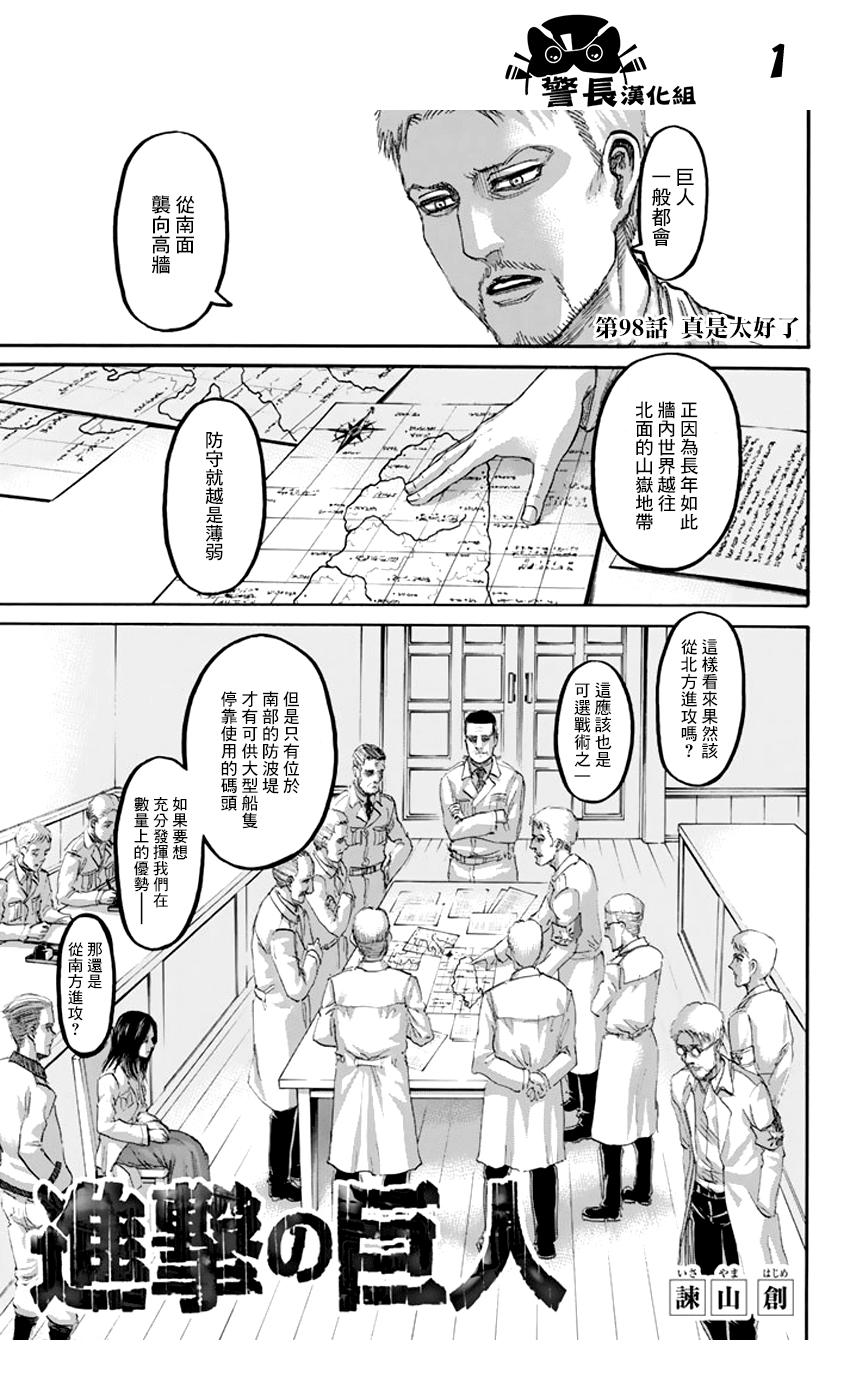 1
警長漢化組
巨人
一般都會
從南面
襲向高牆
第98話 真是太好了
正因為長年如此
牆內世界越往
北面的山嶽地帶
防守就越是薄弱
這樣看來果然該
從北方進攻嗎？
這應該也是
可選戰術之一
但是只有位於
南部的防波堤
才有可供大型船隻
停靠使用的碼頭
如果要想
充分發揮我們在
數量上的優勢——
那還是
從南方進攻？
進撃の巨人
いさ やま はじめ
諫山創